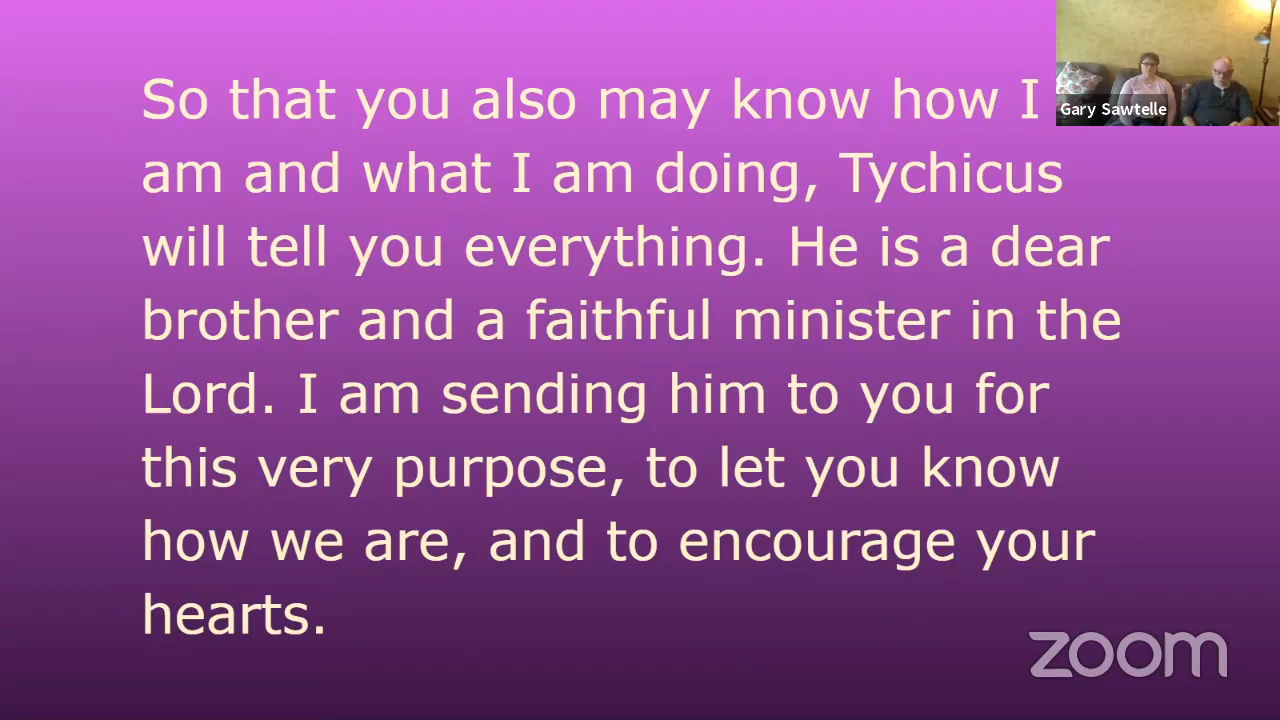 So that you also may know how I
Gary Sawtelle
am and what I am doing, Tychicus
will tell you everything. He is a dear
brother and a faithful minister in the
Lord. I am sending him to you for
this very purpose, to let you know
how we are, and to encourage your
hearts.
zoom